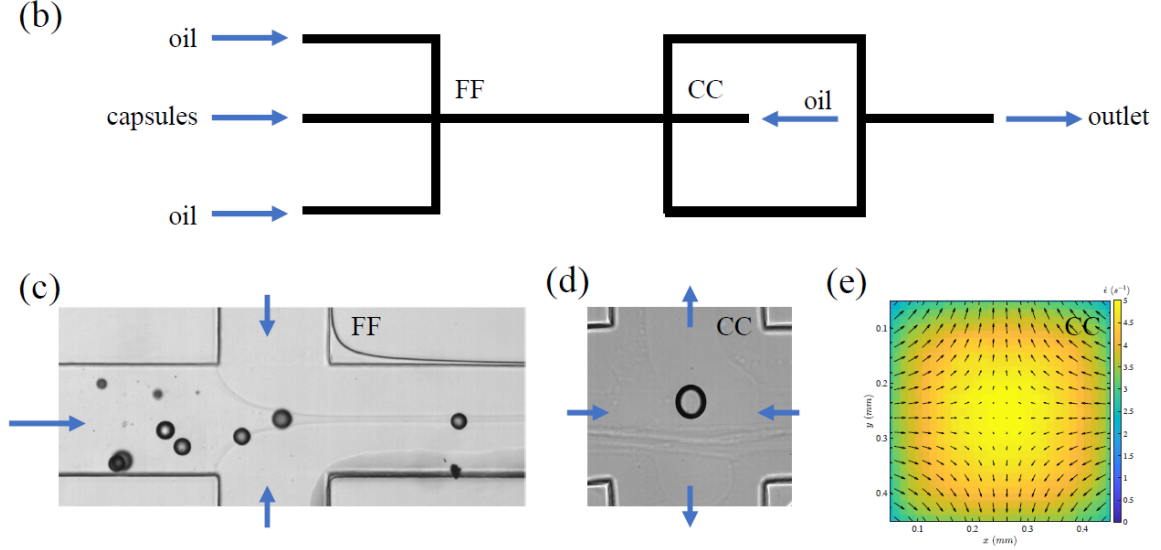 (b)
oil
capsules
oil
FF
CC
oil
outlet
(c)
FF
(d)
CC
(e)
ε̇ (s⁻¹)
CC
0.1
0.2
0.3
0.4
y (mm)
0.1
0.2
0.3
0.4
x (mm)
5
4.5
4
3.5
3
2.5
2
1.5
1
0.5
0